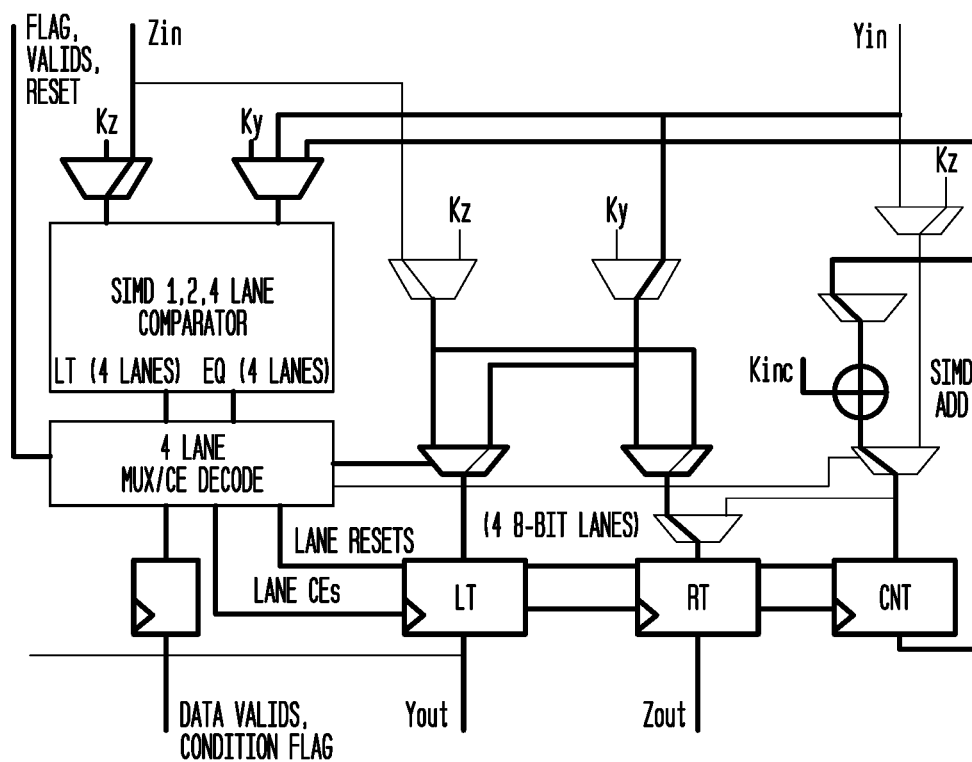 FLAG,
VALIDS,
RESET
Zin
Yin
Kz
Ky
Kz
Kz
Ky
SIMD 1,2,4 LANE
COMPARATOR
LT (4 LANES) EQ (4 LANES)
Kinc
SIMD
ADD
4 LANE
MUX/CE DECODE
(4 8-BIT LANES)
LANE RESETS
LANE CEs
LT
RT
CNT
DATA VALIDS,
CONDITION FLAG
Yout
Zout